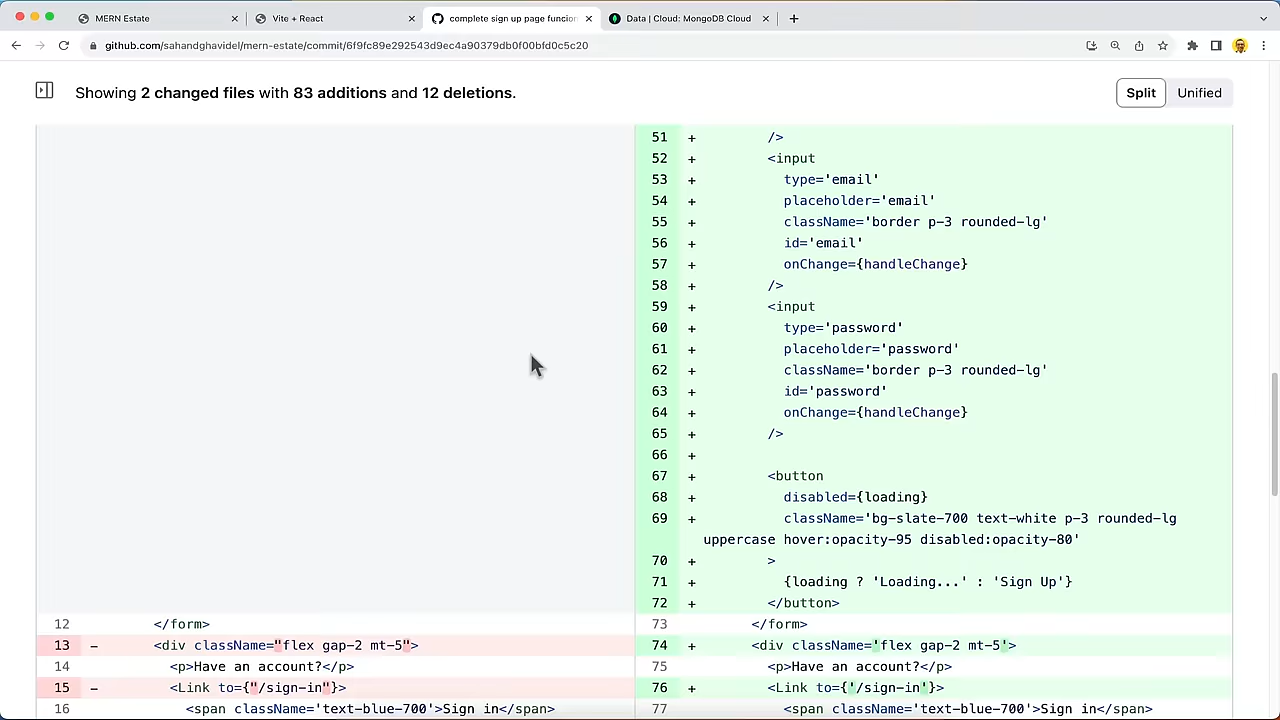 MERN Estate
Vite + React
complete sign up page funcion
Data | Cloud: MongoDB Cloud
github.com/sahandghavidel/mern-estate/commit/6f9fc89e292543d9ec4a90379db0f00bfd0c5c20
Showing 2 changed files with 83 additions and 12 deletions.
Split
Unified
51 + />
52 + <input
53 + type='email'
54 + placeholder='email'
55 + className='border p-3 rounded-lg'
56 + id='email'
57 + onChange={handleChange}
58 + />
59 + <input
60 + type='password'
61 + placeholder='password'
62 + className='border p-3 rounded-lg'
63 + id='password'
64 + onChange={handleChange}
65 + />
66 +
67 + <button
68 + disabled={loading}
69 + className='bg-slate-700 text-white p-3 rounded-lg
uppercase hover:opacity-95 disabled:opacity-80'
70 + >
71 + {loading ? 'Loading...' : 'Sign Up'}
72 + </button>
12 </form>
73 </form>
13 - <div className="flex gap-2 mt-5">
74 + <div className='flex gap-2 mt-5'>
14 <p>Have an account?</p>
75 <p>Have an account?</p>
15 - <Link to={"/sign-in"}>
76 + <Link to={'/sign-in'}>
16 <span className='text-blue-700'>Sign in</span>
77 <span className='text-blue-700'>Sign in</span>